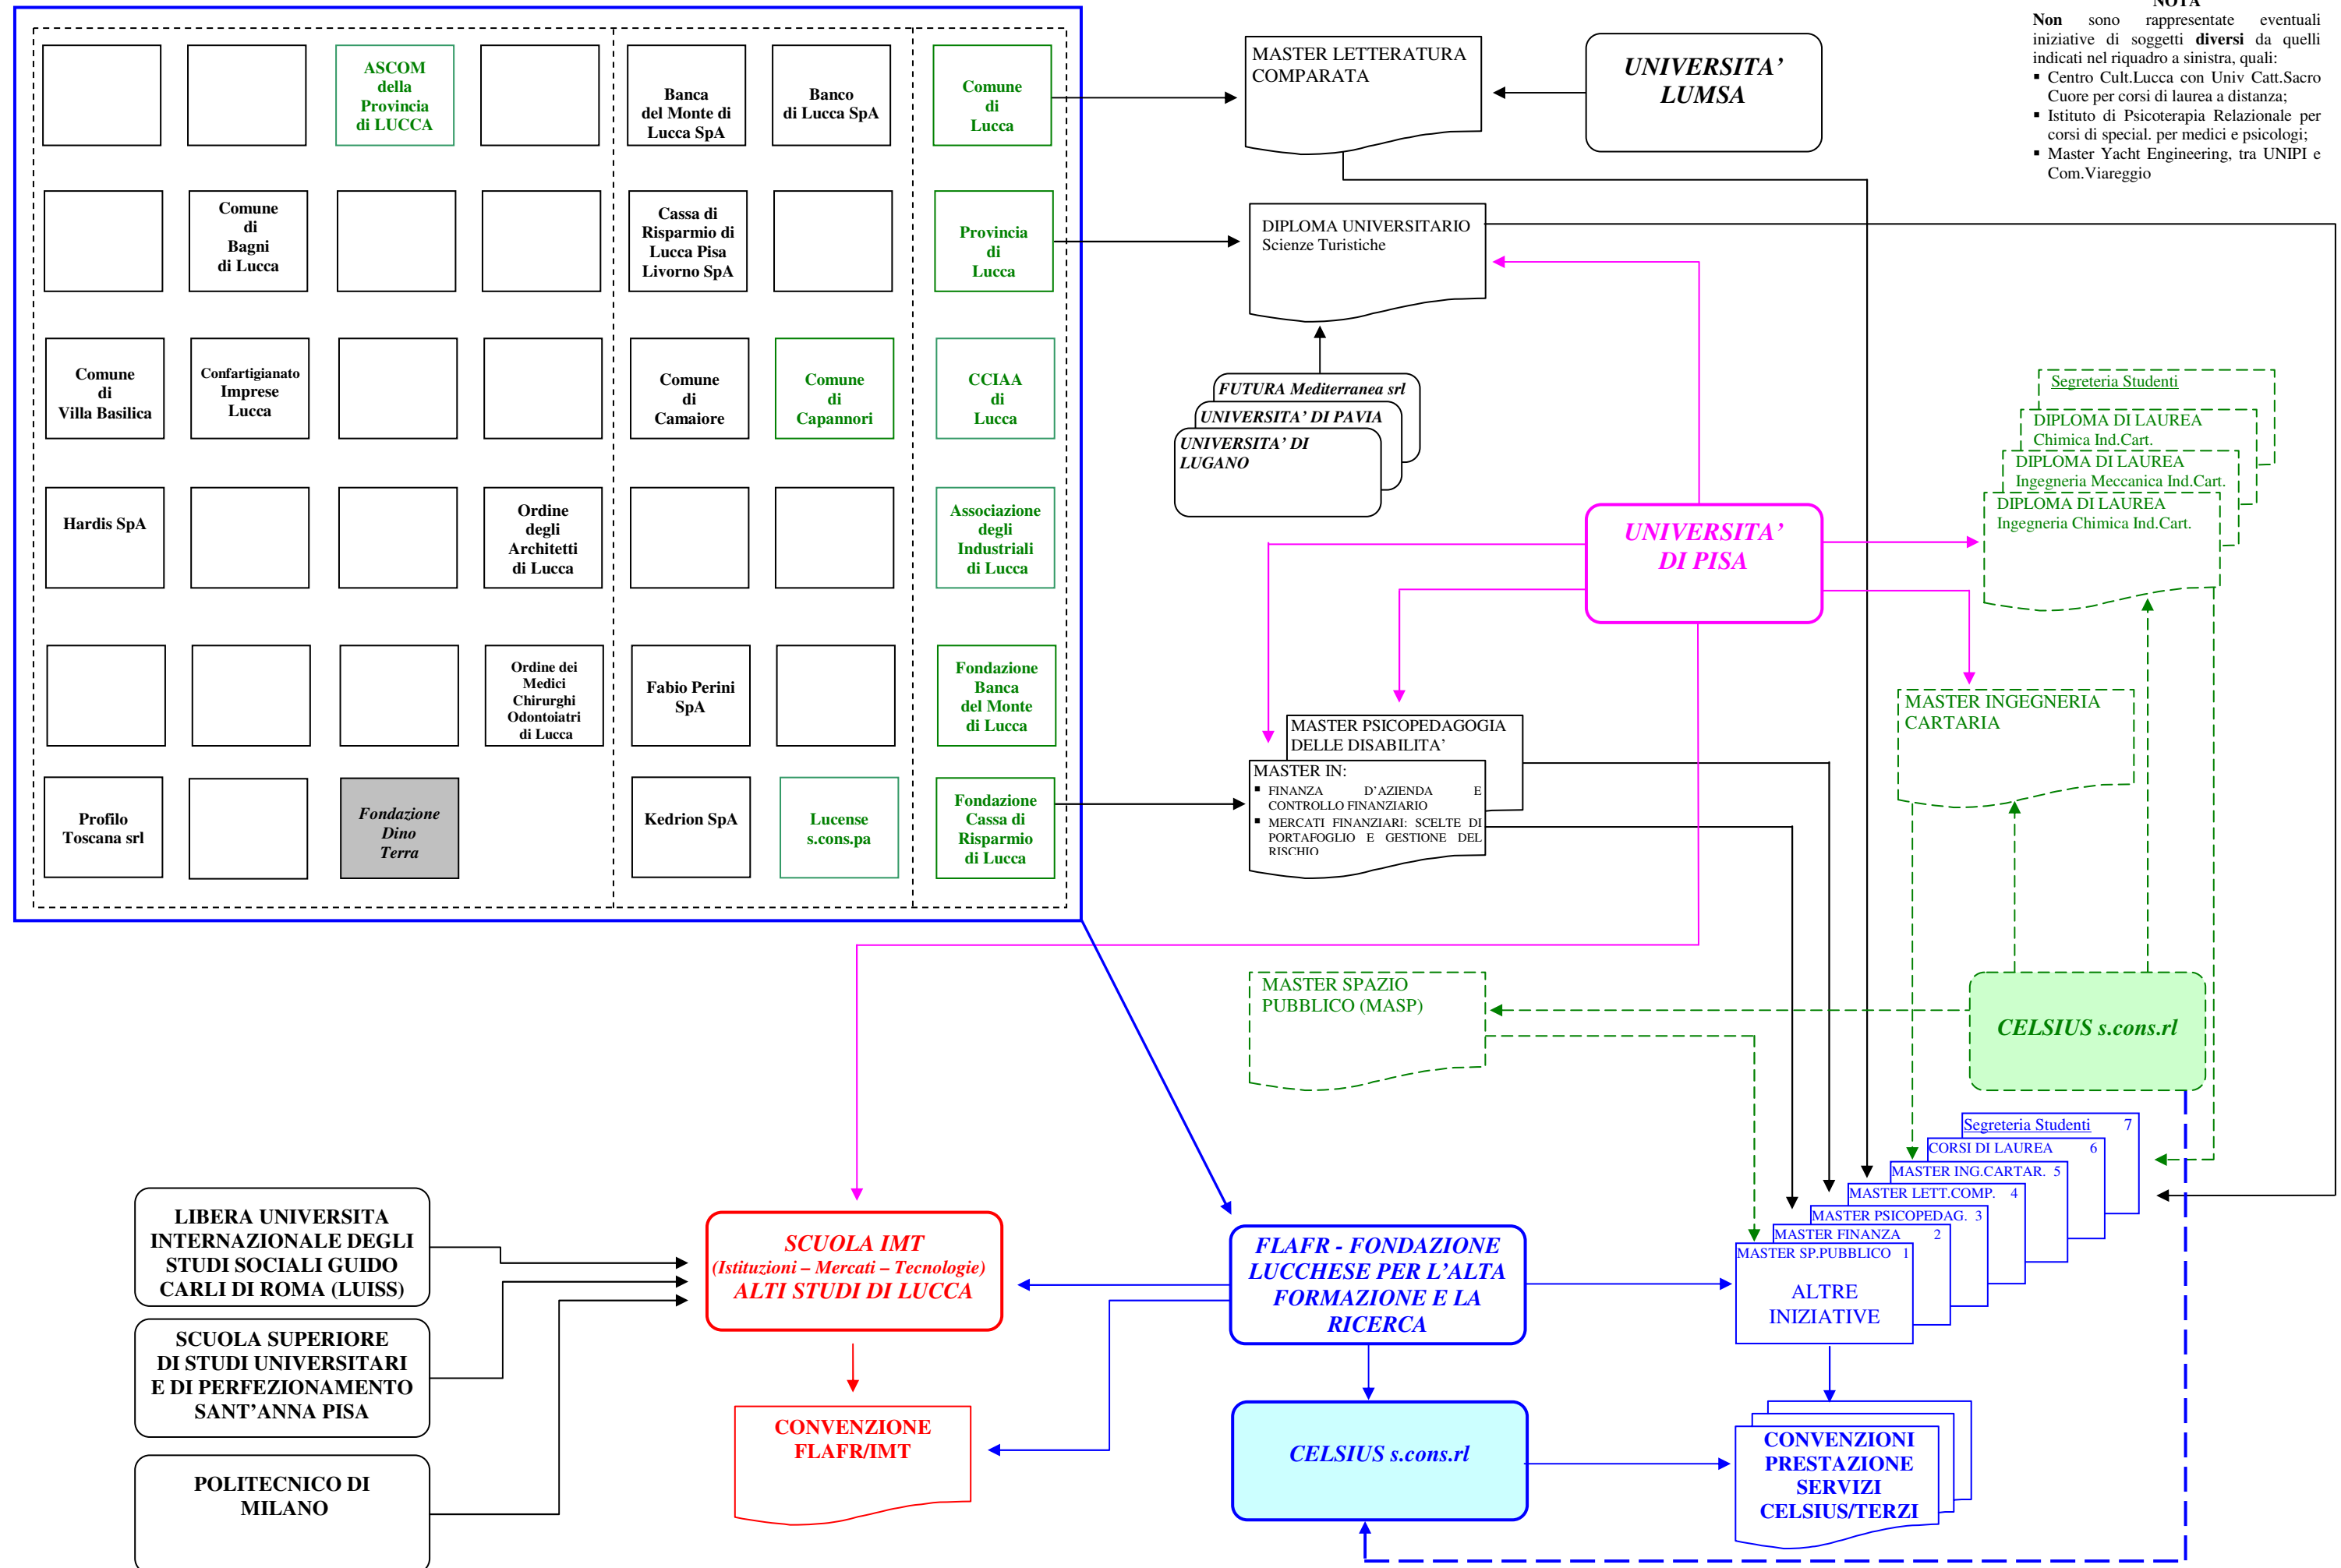 NOTA
Non sono rappresentate eventuali
iniziative di soggetti diversi da quelli
indicati nel riquadro a sinistra, quali:
▪ Centro Cult.Lucca con Univ Catt.Sacro
Cuore per corsi di laurea a distanza;
▪ Istituto di Psicoterapia Relazionale per
corsi di special. per medici e psicologi;
▪ Master Yacht Engineering, tra UNIPI e
Com.Viareggio
ASCOM
della
Provincia
di LUCCA
Banca
del Monte di
Lucca SpA
Banco
di Lucca SpA
Comune
di
Lucca
MASTER LETTERATURA
COMPARATA
UNIVERSITA’
LUMSA
Comune
di
Bagni
di Lucca
Cassa di
Risparmio di
Lucca Pisa
Livorno SpA
Provincia
di
Lucca
DIPLOMA UNIVERSITARIO
Scienze Turistiche
Comune
di
Villa Basilica
Confartigianato
Imprese
Lucca
Comune
di
Camaiore
Comune
di
Capannori
CCIAA
di
Lucca
FUTURA Mediterranea srl
UNIVERSITA’ DI PAVIA
UNIVERSITA’ DI
LUGANO
Segreteria Studenti
DIPLOMA DI LAUREA
Chimica Ind.Cart.
DIPLOMA DI LAUREA
Ingegneria Meccanica Ind.Cart.
DIPLOMA DI LAUREA
Ingegneria Chimica Ind.Cart.
Hardis SpA
Ordine
degli
Architetti
di Lucca
Associazione
degli
Industriali
di Lucca
UNIVERSITA’
DI PISA
Ordine dei
Medici
Chirurghi
Odontoiatri
di Lucca
Fabio Perini
SpA
Fondazione
Banca
del Monte
di Lucca
MASTER PSICOPEDAGOGIA
DELLE DISABILITA’
MASTER INGEGNERIA
CARTARIA
Profilo
Toscana srl
Fondazione
Dino
Terra
Kedrion SpA
Lucense
s.cons.pa
Fondazione
Cassa di
Risparmio
di Lucca
MASTER IN:
▪ FINANZA D’AZIENDA E
CONTROLLO FINANZIARIO
▪ MERCATI FINANZIARI: SCELTE DI
PORTAFOGLIO E GESTIONE DEL
RISCHIO
MASTER SPAZIO
PUBBLICO (MASP)
CELSIUS s.cons.rl
Segreteria Studenti 7
CORSI DI LAUREA 6
MASTER ING.CARTAR. 5
MASTER LETT.COMP. 4
MASTER PSICOPEDAG. 3
MASTER FINANZA 2
MASTER SP.PUBBLICO 1
ALTRE
INIZIATIVE
LIBERA UNIVERSITA
INTERNAZIONALE DEGLI
STUDI SOCIALI GUIDO
CARLI DI ROMA (LUISS)
SCUOLA IMT
(Istituzioni – Mercati – Tecnologie)
ALTI STUDI DI LUCCA
FLAFR - FONDAZIONE
LUCCHESE PER L’ALTA
FORMAZIONE E LA
RICERCA
SCUOLA SUPERIORE
DI STUDI UNIVERSITARI
E DI PERFEZIONAMENTO
SANT’ANNA PISA
CONVENZIONE
FLAFR/IMT
CELSIUS s.cons.rl
CONVENZIONI
PRESTAZIONE
SERVIZI
CELSIUS/TERZI
POLITECNICO DI
MILANO